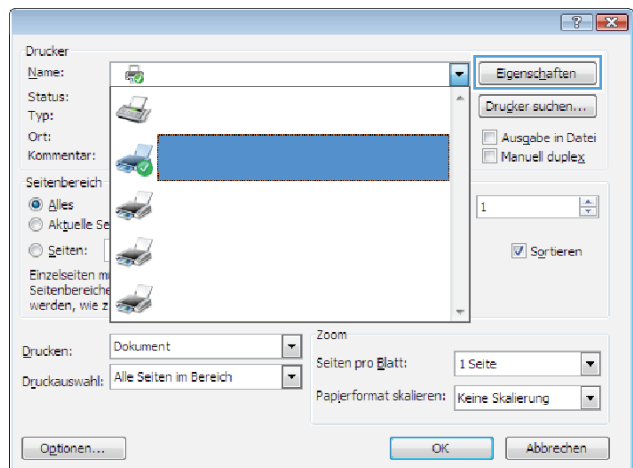 Drucker
Name:
Eigenschaften
Status:
Drucker suchen...
Typ:
Ort:
Ausgabe in Datei
Kommentar:
Manuell duplex
Seitenbereich
Alles
1
Aktuelle Se
Seiten:
Sortieren
Einzelseiten m
Seitenbereiche
werden, wie z
Zoom
Drucken:
Dokument
Seiten pro Blatt:
1 Seite
Druckauswahl:
Alle Seiten im Bereich
Papierformat skalieren:
Keine Skalierung
Optionen...
OK
Abbrechen